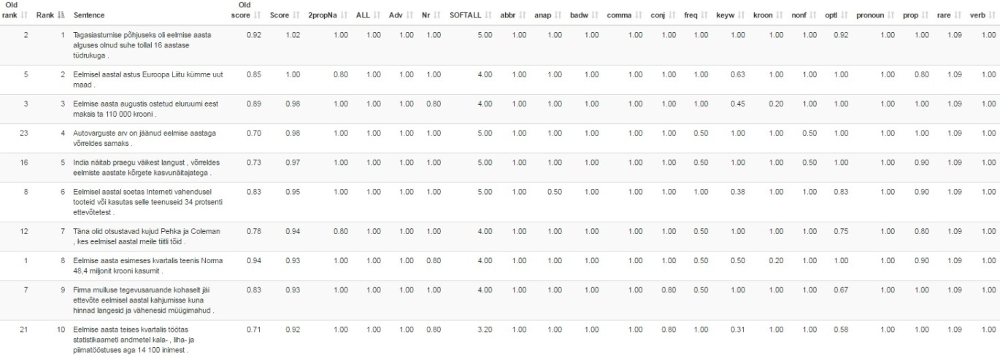 Old rank Rank Sentence Old score Score 2propNa ALL Adv Nr SOFTALL abbr anap badw comma conj freq keyw kroon nonf optl pronoun prop rare verb
2 1 Tagasiastumise põhjuseks oli eelmise aasta 0.92 1.02 1.00 1.00 1.00 1.00 5.00 1.00 1.00 1.00 1.00 1.00 1.00 1.00 1.00 1.00 0.92 1.00 1.00 1.09 1.00
alguses olnud suhe tollal 16 aastase
tüdrukuga .
5 2 Eelmisel aastal astus Euroopa Liitu kümme uut 0.85 1.00 0.80 1.00 1.00 1.00 4.00 1.00 1.00 1.00 1.00 1.00 1.00 0.63 1.00 1.00 1.00 1.00 0.80 1.09 1.00
maad .
3 3 Eelmise aasta augustis ostetud eluruumi eest 0.89 0.98 1.00 1.00 1.00 0.80 4.00 1.00 1.00 1.00 1.00 1.00 1.00 0.45 0.20 1.00 1.00 1.00 1.00 1.09 1.00
maksis ta 110 000 krooni .
23 4 Autovarguste arv on jäänud eelmise aastaga 0.70 0.98 1.00 1.00 1.00 1.00 5.00 1.00 1.00 1.00 1.00 1.00 0.50 1.00 1.00 0.50 1.00 1.00 1.00 1.09 1.00
võrreldes samaks .
16 5 India näitab praegu väikest langust , võrreldes 0.73 0.97 1.00 1.00 1.00 1.00 5.00 1.00 1.00 1.00 1.00 1.00 0.50 1.00 1.00 0.50 1.00 1.00 0.90 1.09 1.00
eelmiste aastate kõrgete kasvunäitajatega .
8 6 Eelmisel aastal soetas Interneti vahendusel 0.83 0.95 1.00 1.00 1.00 1.00 5.00 1.00 0.50 1.00 1.00 1.00 1.00 0.38 1.00 1.00 0.83 1.00 0.90 1.09 1.00
tooteid või kasutas selle teenuseid 34 protsenti
ettevõtetest .
12 7 Täna olid otsustavad kujud Pehka ja Coleman 0.78 0.94 0.80 1.00 1.00 1.00 4.00 1.00 1.00 1.00 1.00 1.00 0.50 1.00 1.00 1.00 0.75 1.00 0.80 1.09 1.00
, kes eelmisel aastal meile tiitli tõid .
1 8 Eelmise aasta esimeses kvartalis teenis Norma 0.94 0.93 1.00 1.00 1.00 0.80 4.00 1.00 1.00 1.00 1.00 1.00 0.50 0.50 0.20 1.00 1.00 1.00 0.90 1.09 1.00
48,4 miljonit krooni kasumit .
7 9 Firma mulluse tegevusaruande kohaselt jäi 0.83 0.93 1.00 1.00 1.00 1.00 4.00 1.00 1.00 1.00 1.00 0.80 0.50 1.00 1.00 1.00 0.67 1.00 1.00 1.09 1.00
ettevõte eelmisel aastal kahjumisse kuna
hinnad langesid ja vähenesid müügimahud .
21 10 Eelmise aasta teises kvartalis töötas 0.71 0.92 1.00 1.00 1.00 0.80 3.20 1.00 1.00 1.00 1.00 0.80 1.00 0.31 1.00 1.00 0.58 1.00 1.00 1.09 1.00
statistikaameti andmetel kala- , liha- ja
piimatööstuses aga 14 100 inimest .